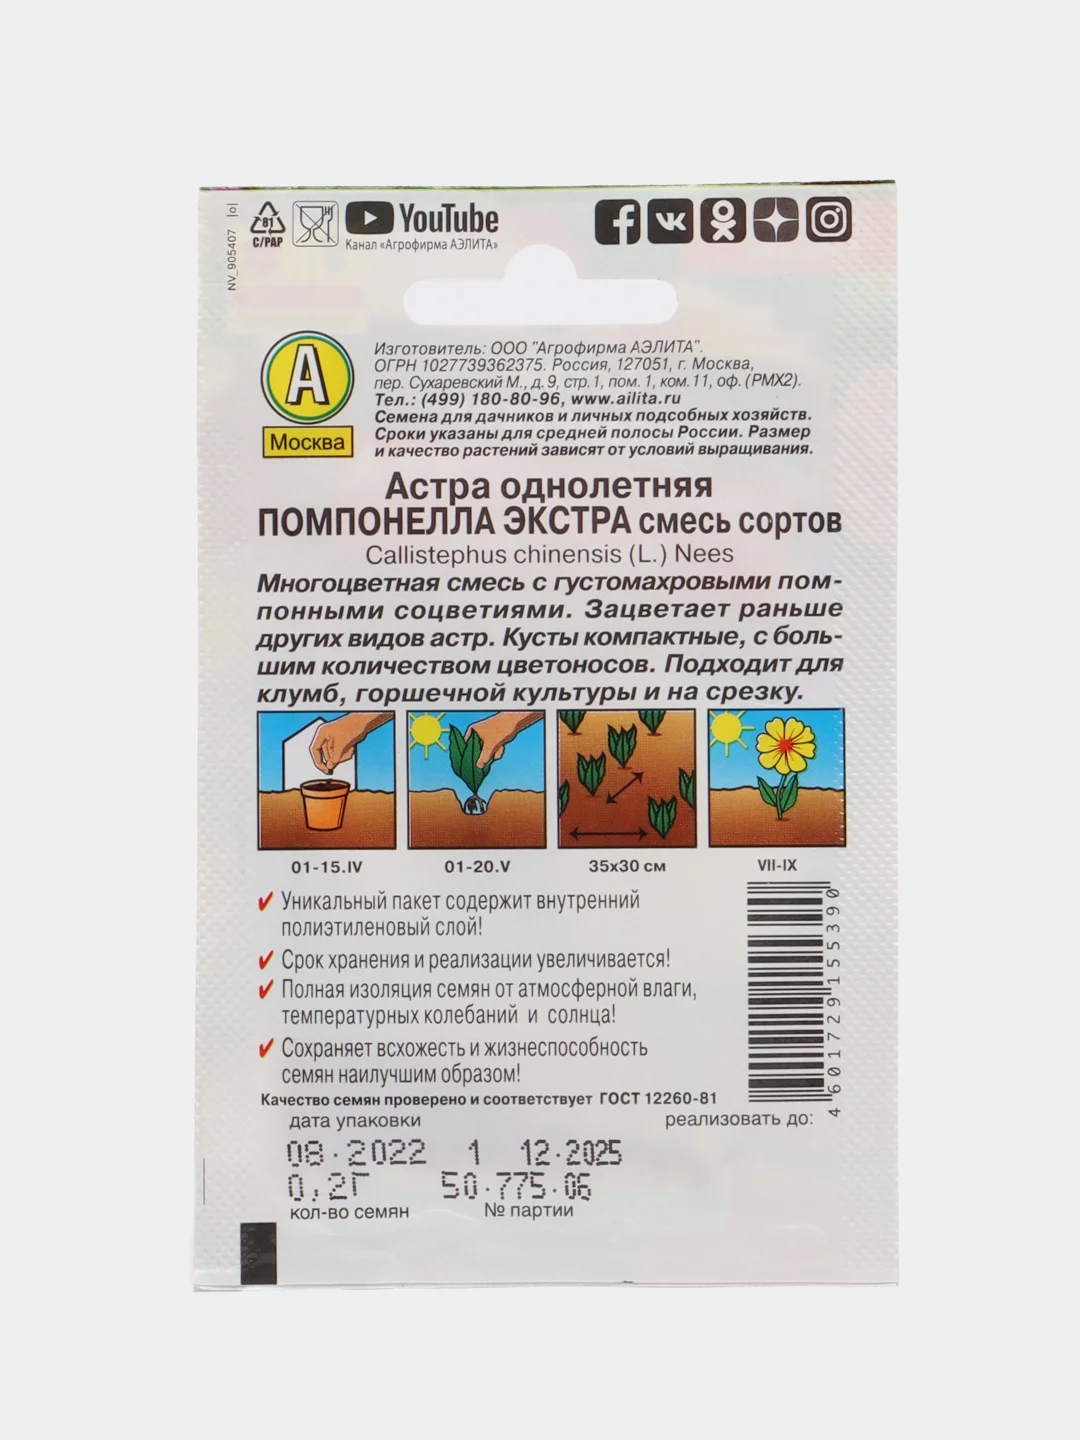 NV_905407 |o|
81
C/PAP
YouTube
Канал «Агрофирма АЭЛИТА»
А
Москва
Изготовитель: ООО "Агрофирма АЭЛИТА".
ОГРН 1027739362375. Россия, 127051, г. Москва,
пер. Сухаревский М., д. 9, стр. 1, пом. 1, ком. 11, оф. (РМХ2).
Тел.: (499) 180-80-96, www.ailita.ru
Семена для дачников и личных подсобных хозяйств.
Сроки указаны для средней полосы России. Размер
и качество растений зависят от условий выращивания.
Астра однолетняя
ПОМПОНЕЛЛА ЭКСТРА смесь сортов
Callistephus chinensis (L.) Nees
Многоцветная смесь с густомахровыми пом-
понными соцветиями. Зацветает раньше
других видов астр. Кусты компактные, с боль-
шим количеством цветоносов. Подходит для
клумб, горшечной культуры и на срезку.
01-15.IV
01-20.V
35х30 см
VII-IX
✓ Уникальный пакет содержит внутренний
полиэтиленовый слой!
✓ Срок хранения и реализации увеличивается!
✓ Полная изоляция семян от атмосферной влаги,
температурных колебаний и солнца!
✓ Сохраняет всхожесть и жизнеспособность
семян наилучшим образом!
4 601729 155390
Качество семян проверено и соответствует ГОСТ 12260-81
дата упаковки реализовать до:
08.2022 1 12.2025
0,2Г 50.775.06
кол-во семян № партии